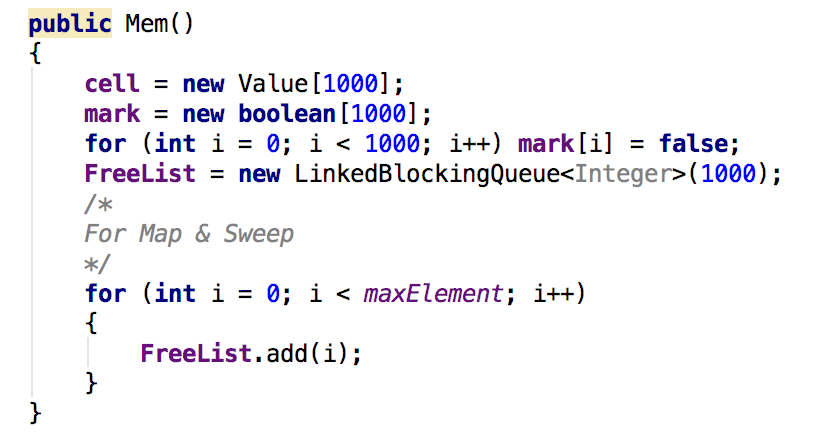 public Mem()
{
cell = new Value[1000];
mark = new boolean[1000];
for (int i = 0; i < 1000; i++) mark[i] = false;
FreeList = new LinkedBlockingQueue<Integer>(1000);
/*
For Map & Sweep
*/
for (int i = 0; i < maxElement; i++)
{
FreeList.add(i);
}
}